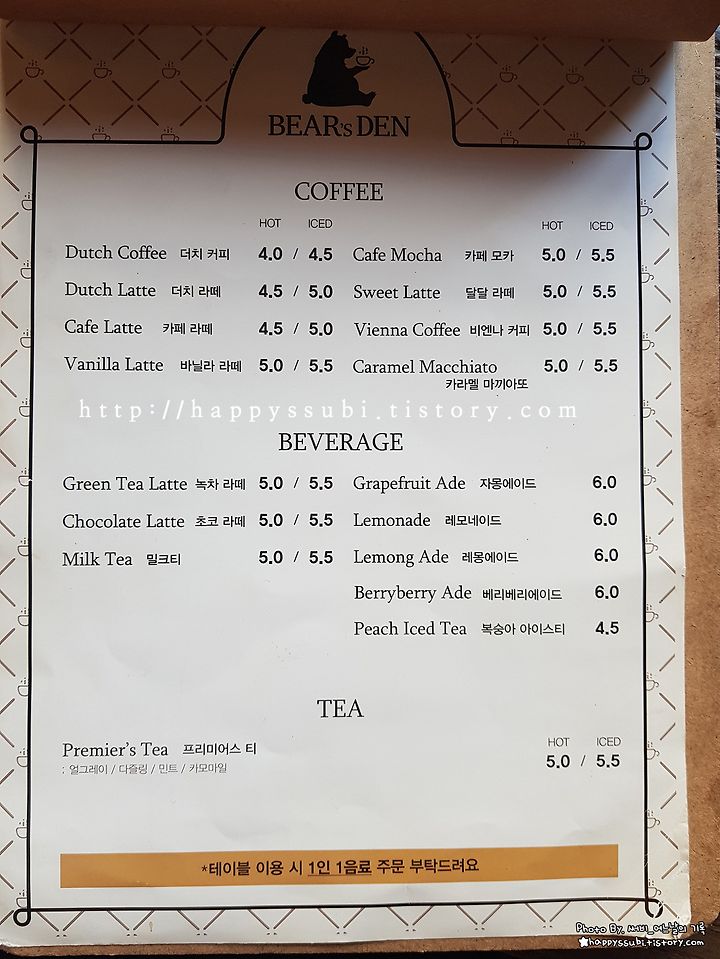 BEAR's DEN
COFFEE
HOT ICED
Dutch Coffee 더치 커피 4.0 / 4.5
Dutch Latte 더치 라떼 4.5 / 5.0
Cafe Latte 카페 라떼 4.5 / 5.0
Vanilla Latte 바닐라 라떼 5.0 / 5.5
HOT ICED
Cafe Mocha 카페 모카 5.0 / 5.5
Sweet Latte 달달 라떼 5.0 / 5.5
Vienna Coffee 비엔나 커피 5.0 / 5.5
Caramel Macchiato 5.0 / 5.5
카라멜 마끼아또
http://happyssubi.tistory.com
BEVERAGE
Green Tea Latte 녹차 라떼 5.0 / 5.5
Chocolate Latte 초코 라떼 5.0 / 5.5
Milk Tea 밀크티 5.0 / 5.5
Grapefruit Ade 자몽에이드 6.0
Lemonade 레모네이드 6.0
Lemong Ade 레몽에이드 6.0
Berryberry Ade 베리베리에이드 6.0
Peach Iced Tea 복숭아 아이스티 4.5
TEA
HOT ICED
Premier's Tea 프리미어스 티 5.0 / 5.5
: 얼그레이 / 다즐링 / 민트 / 카모마일
*테이블 이용 시 1인 1음료 주문 부탁드려요
Photo By. 써비_어느날의 기록
★happyssubi.tistory.com